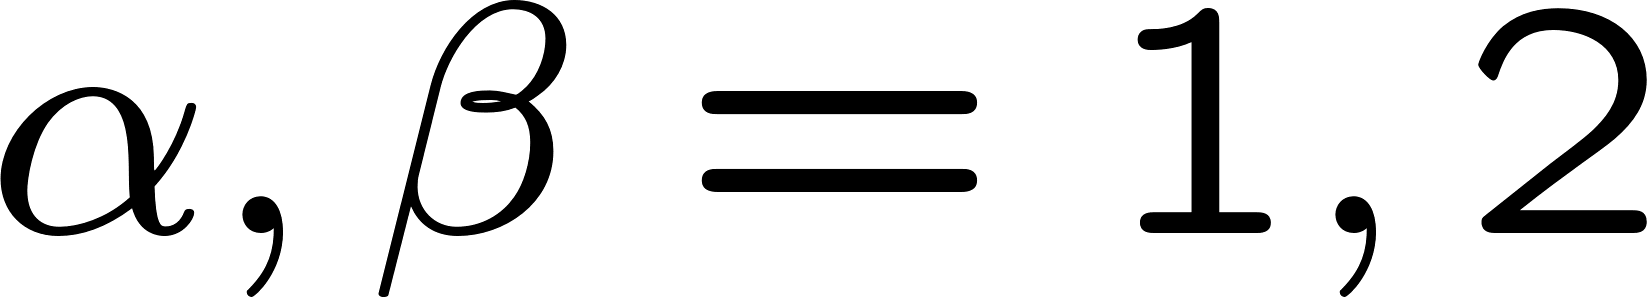 α, β = 1, 2